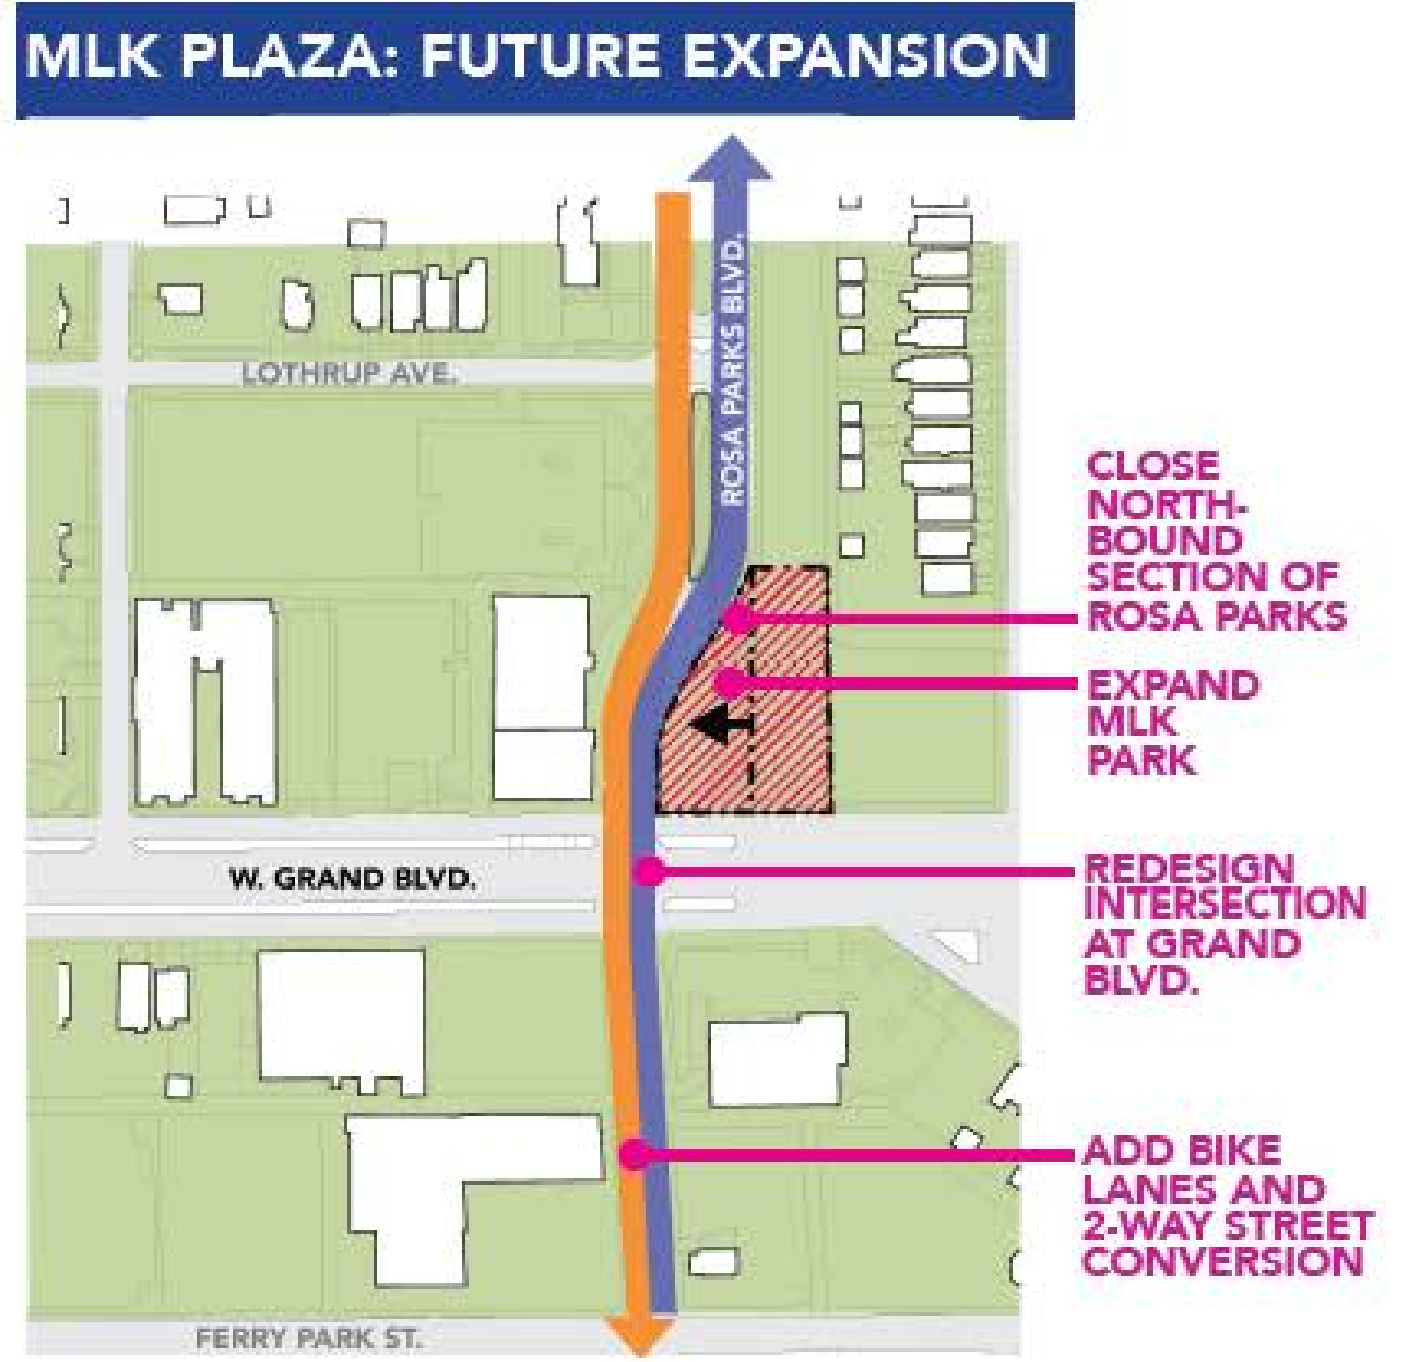 MLK PLAZA: FUTURE EXPANSION
ROSA PARKS BLVD.
LOTHRUP AVE.
CLOSE
NORTH-
BOUND
SECTION OF
ROSA PARKS
EXPAND
MLK
PARK
W. GRAND BLVD.
REDESIGN
INTERSECTION
AT GRAND
BLVD.
ADD BIKE
LANES AND
2-WAY STREET
CONVERSION
FERRY PARK ST.